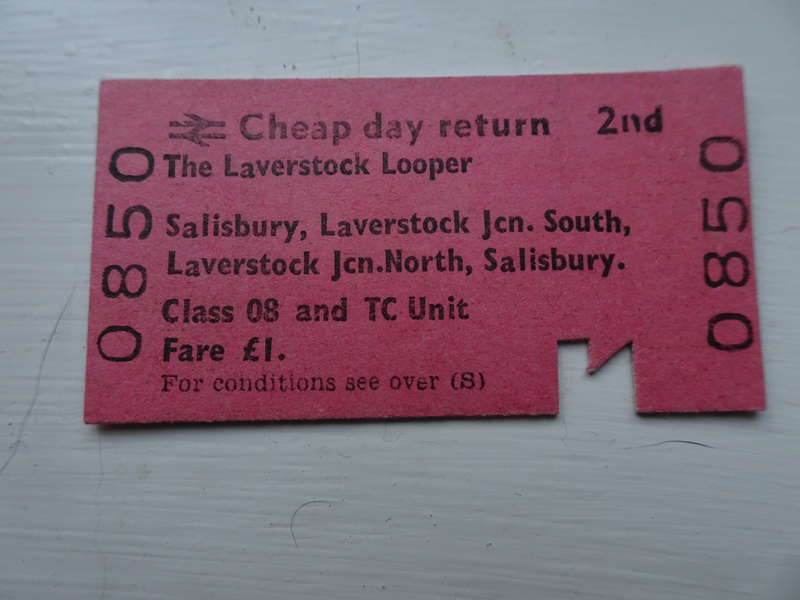 Cheap day return 2nd
The Laverstock Looper
Salisbury, Laverstock Jcn. South,
Laverstock Jcn.North, Salisbury.
Class 08 and TC Unit
Fare £1.
For conditions see over (S)
0850
0850